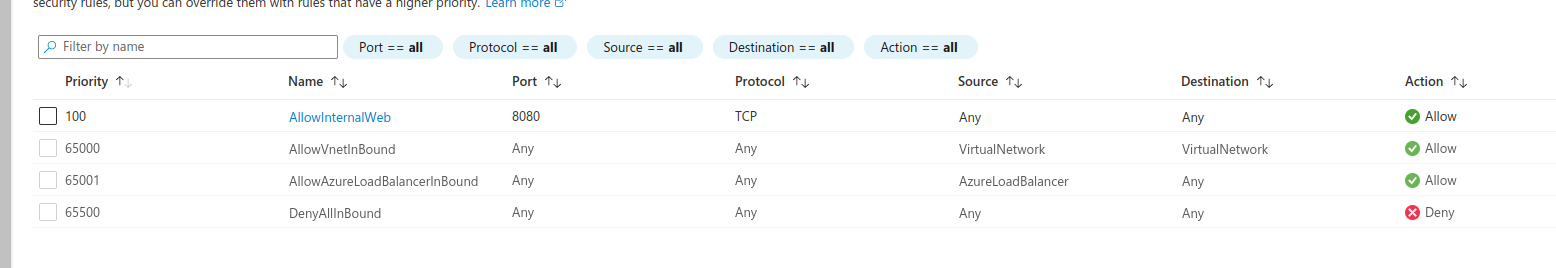 security rules, but you can override them with rules that have a higher priority. Learn more
Filter by name Port == all Protocol == all Source == all Destination == all Action == all
Priority Name Port Protocol Source Destination Action
100 AllowInternalWeb 8080 TCP Any Any Allow
65000 AllowVnetInBound Any Any VirtualNetwork VirtualNetwork Allow
65001 AllowAzureLoadBalancerInBound Any Any AzureLoadBalancer Any Allow
65500 DenyAllInBound Any Any Any Any Deny